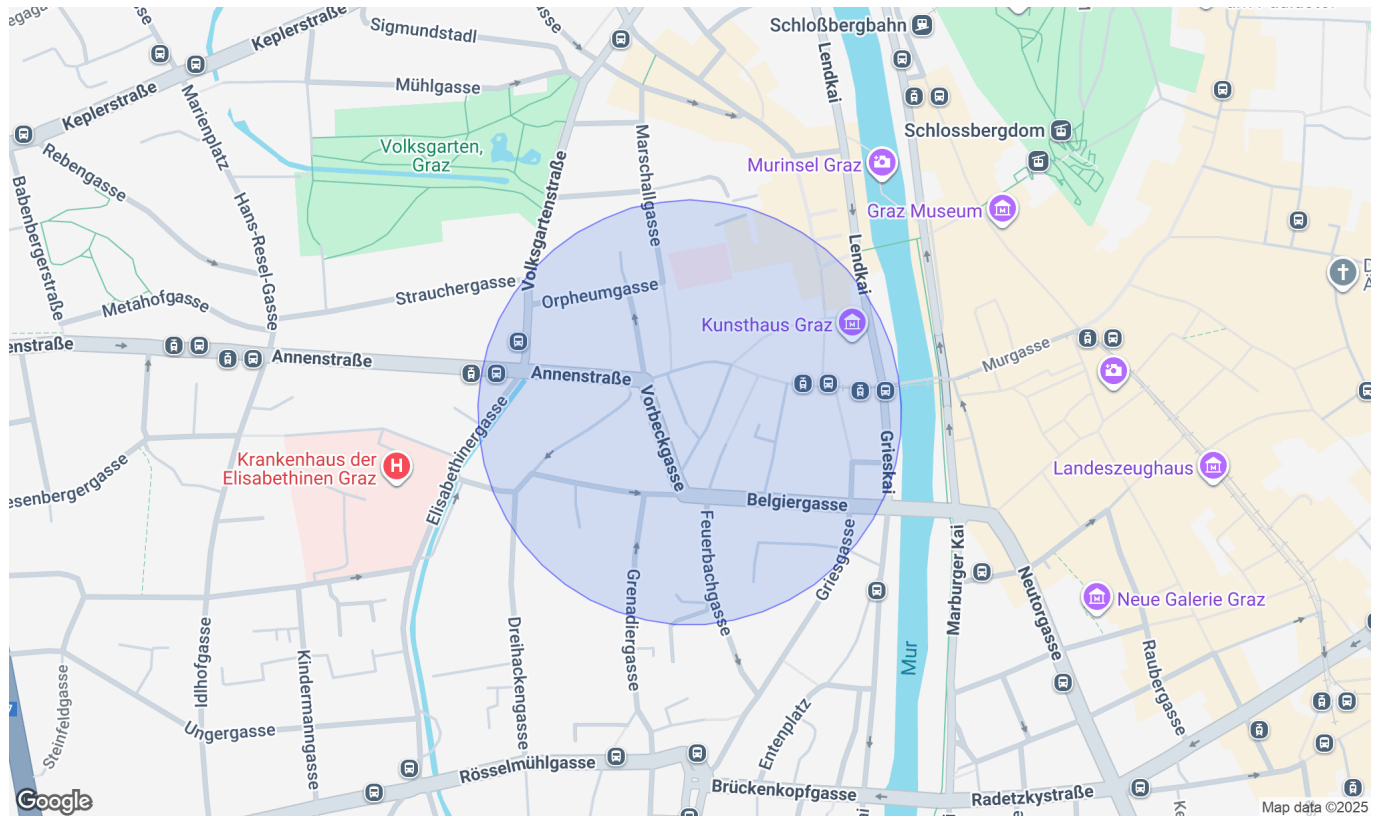 Schloßbergbahn
Keplerstraße
Sigmundstadl
Lendkai
Mühlgasse
Keplerstraße
Marienplatz
Marschallgasse
Schlossbergdom
Volksgarten,
Graz
Rebengasse
Murinsel Graz
Volksgartenstraße
Babenbergerstraße
Hans-Resel-Gasse
Graz Museum
Lendkai
Strauchergasse
Orpheumgasse
Metahofgasse
Kunsthaus Graz
enstraße
Annenstraße
Annenstraße
Murgasse
Vorbeckgasse
Elisabethinergasse
Grieskai
Krankenhaus der
Elisabethinen Graz
H
Landeszeughaus
esenbergergasse
Belgiergasse
Feuerbachgasse
Griesgasse
Marburger Kai
Grenadiergasse
Neutorgasse
Neue Galerie Graz
Dreihackengasse
Idlhofgasse
Kindermanngasse
Mur
Raubergasse
Steinfeldgasse
7
Ungergasse
Entenplatz
Rösselmühlgasse
Brückenkopfgasse
Radetzkystraße
Google
Map data ©2025